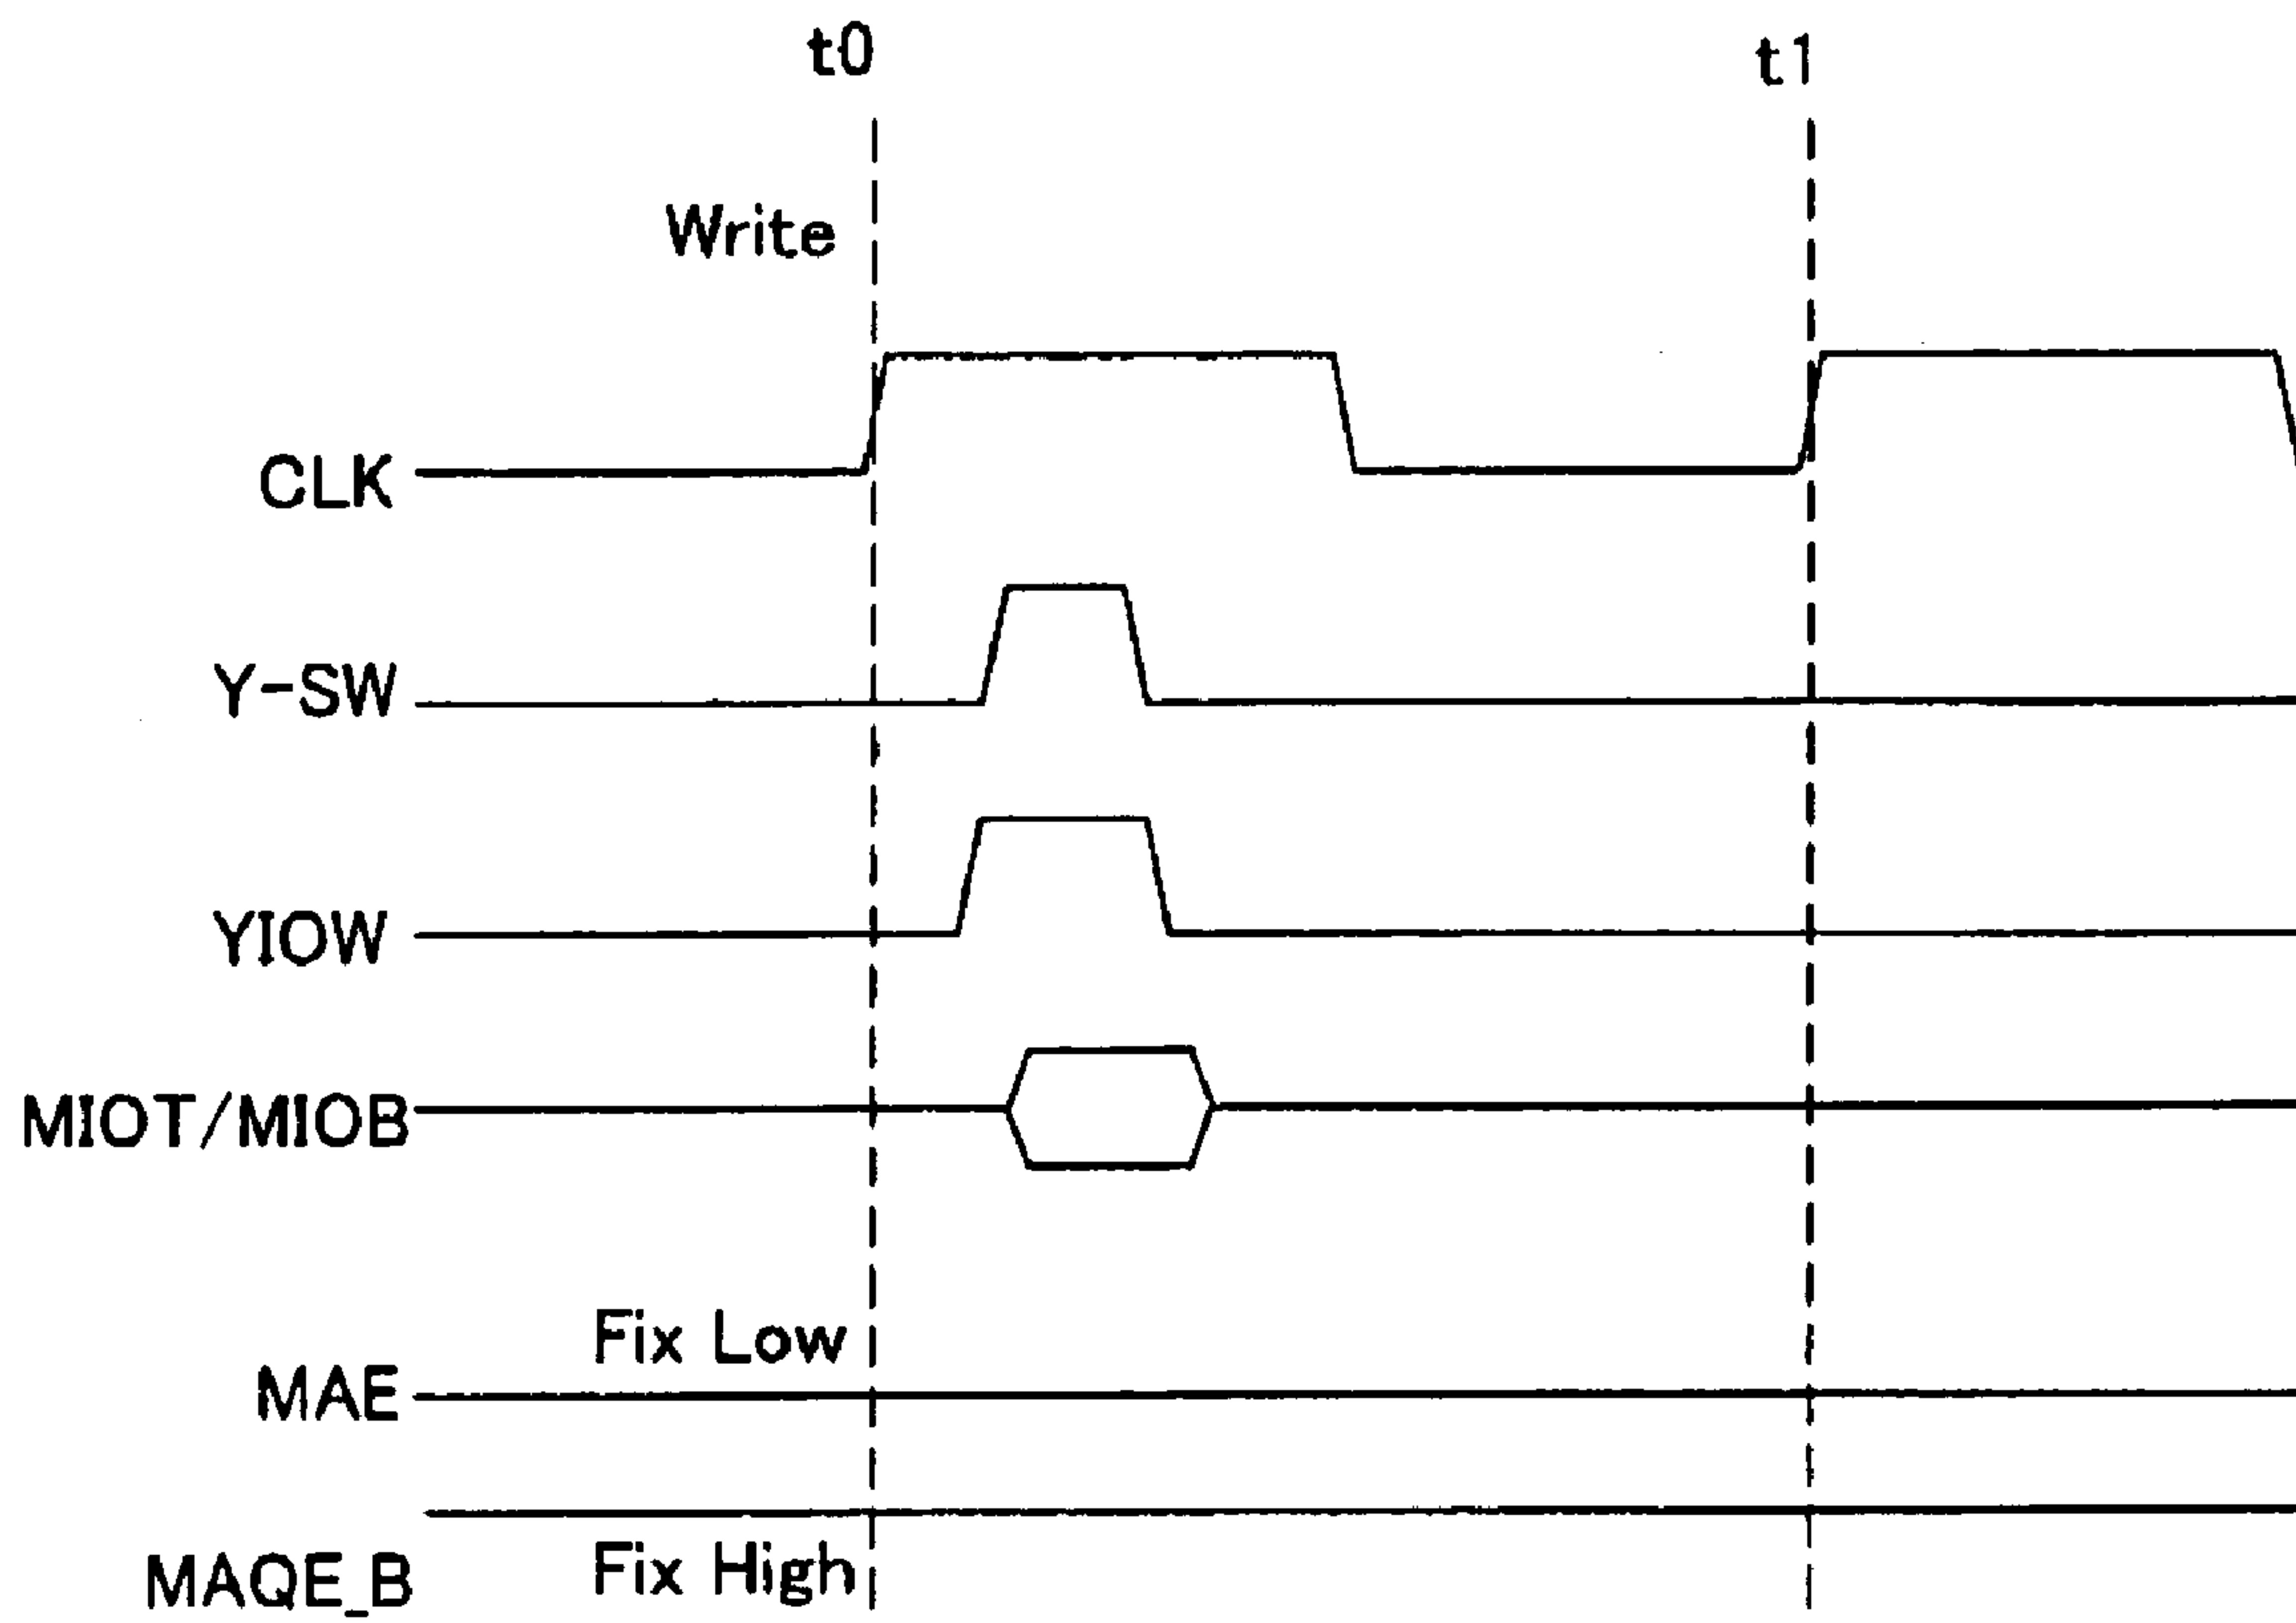 t0
t1
Write
CLK
Y-SW
YIOW
MIOT/MIOB
Fix Low
MAE
Fix High
MAQE_B